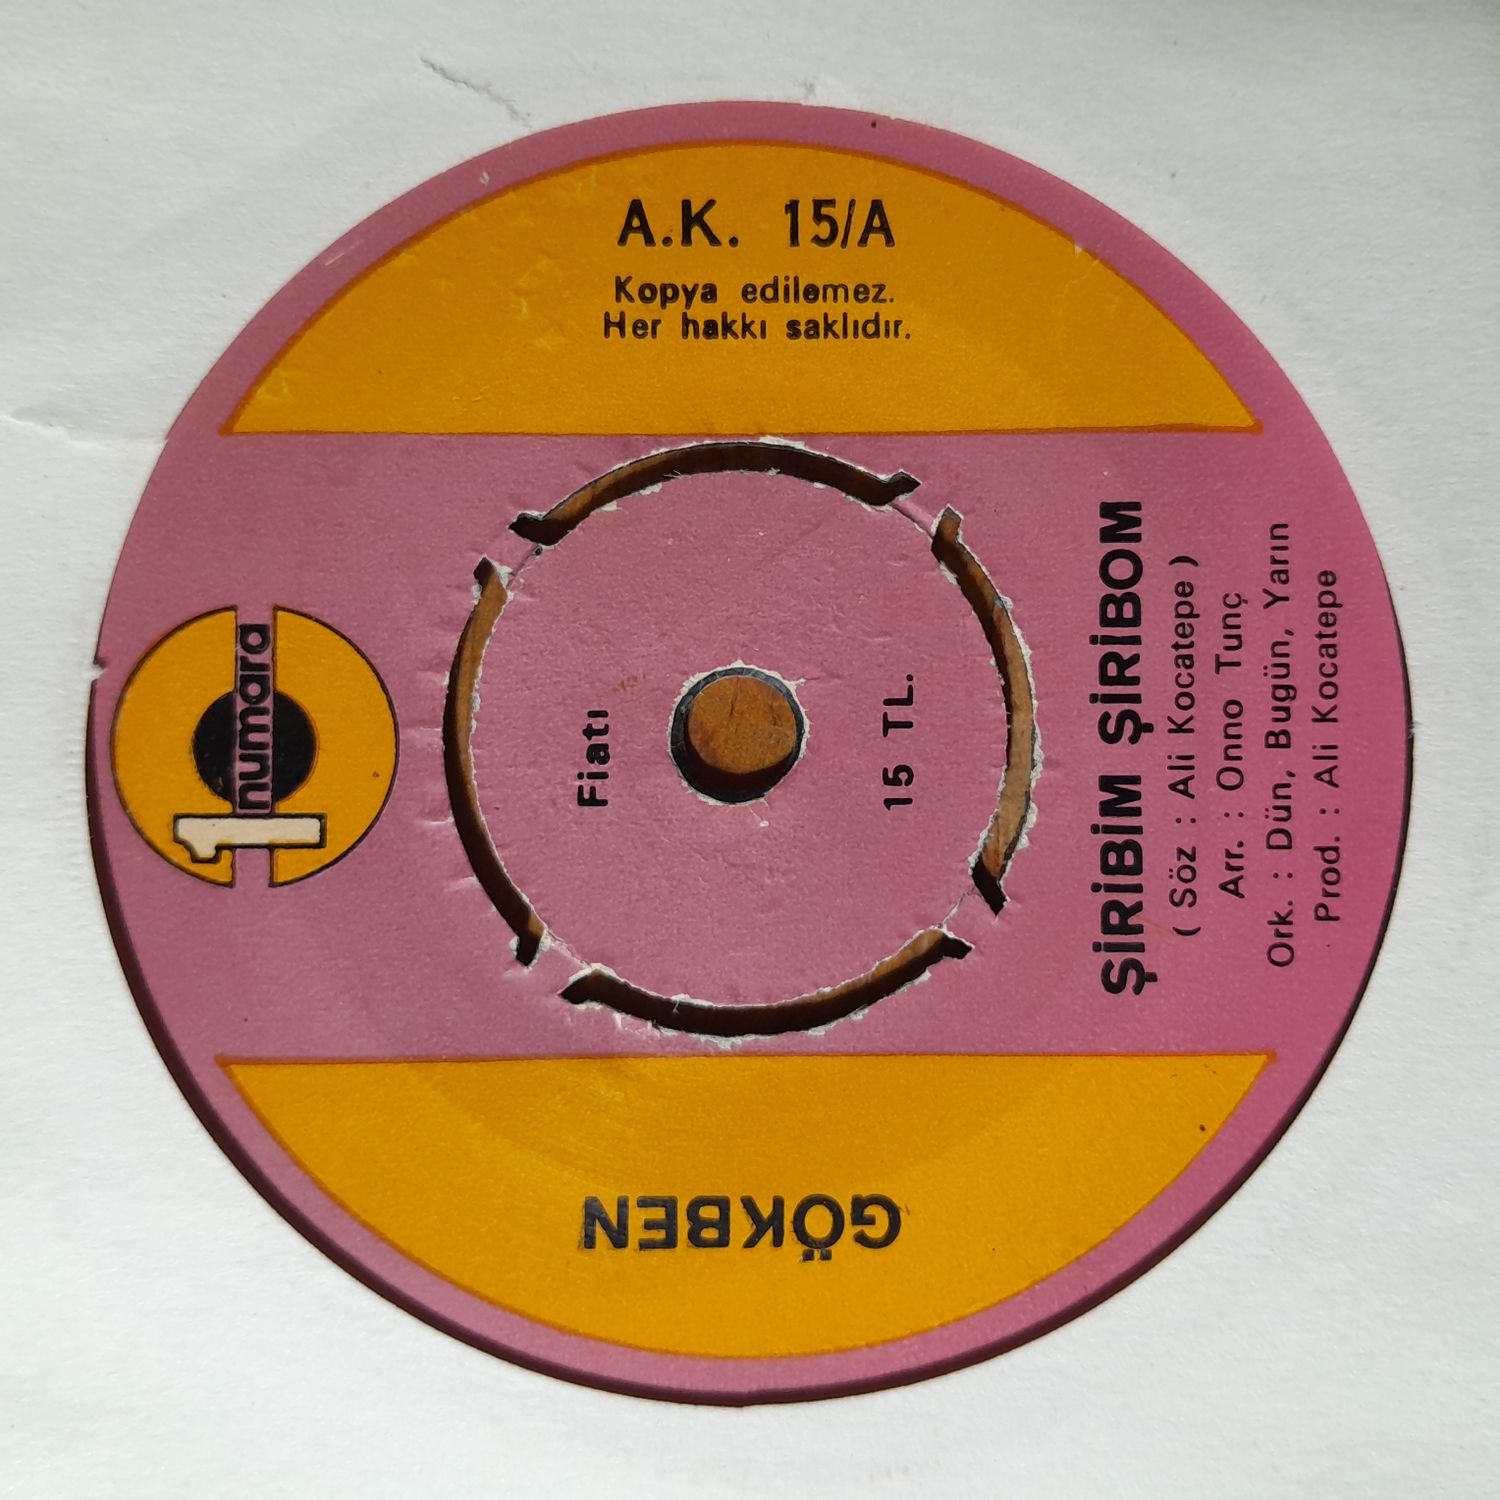 A.K. 15/A
Kopya edilemez.
Her hakkı saklıdır.
1 numara
Fiatı
15 TL.
ŞİRİBİM ŞİRİBOM
( Söz : Ali Kocatepe )
Arr. : Onno Tunç
Ork. : Dün, Bugün, Yarın
Prod. : Ali Kocatepe
GÖKBEN